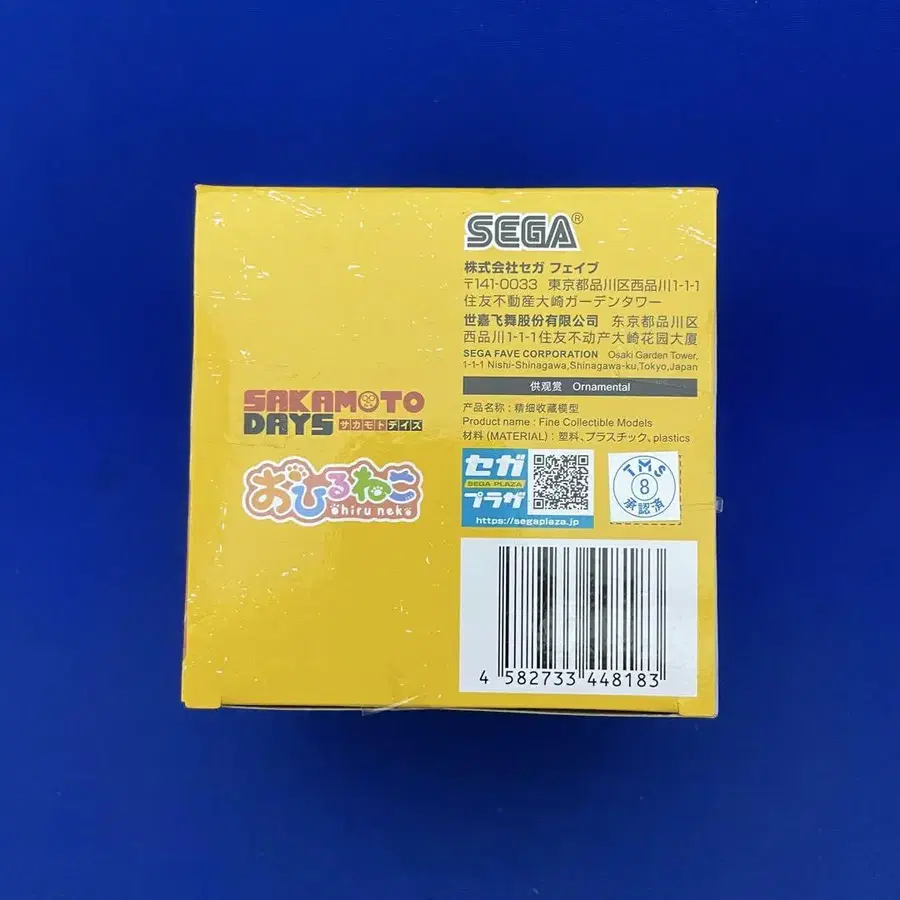 SEGA®
株式会社セガ フェイブ
〒141-0033 東京都品川区西品川1-1-1
住友不動産大崎ガーデンタワー
世嘉飞舞股份有限公司 东京都品川区
西品川1-1-1住友不动产大崎花园大厦
SEGA FAVE CORPORATION Osaki Garden Tower,
1-1-1 Nishi-Shinagawa,Shinagawa-ku,Tokyo,Japan
供观赏 Ornamental
产品名称:精细收藏模型
Product name : Fine Collectible Models
材料 (MATERIAL) : 塑料、プラスチック、plastics
SAKAMOTO
DAYS サカモトデイズ
おひるねこ
Ohiru neko
セガ
SEGA PLAZA
プラザ
https://segaplaza.jp
TMS
8
承認済
4 582733 448183